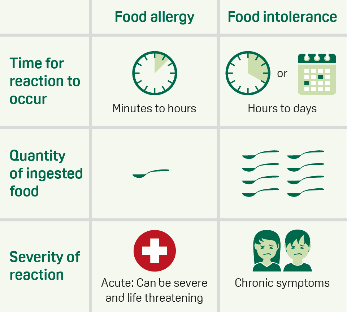 Food allergy
Food intolerance
Time for
reaction to
occur
or
Minutes to hours
Hours to days
Quantity
of ingested
food
Severity of
reaction
Acute: Can be severe
and life threatening
Chronic symptoms